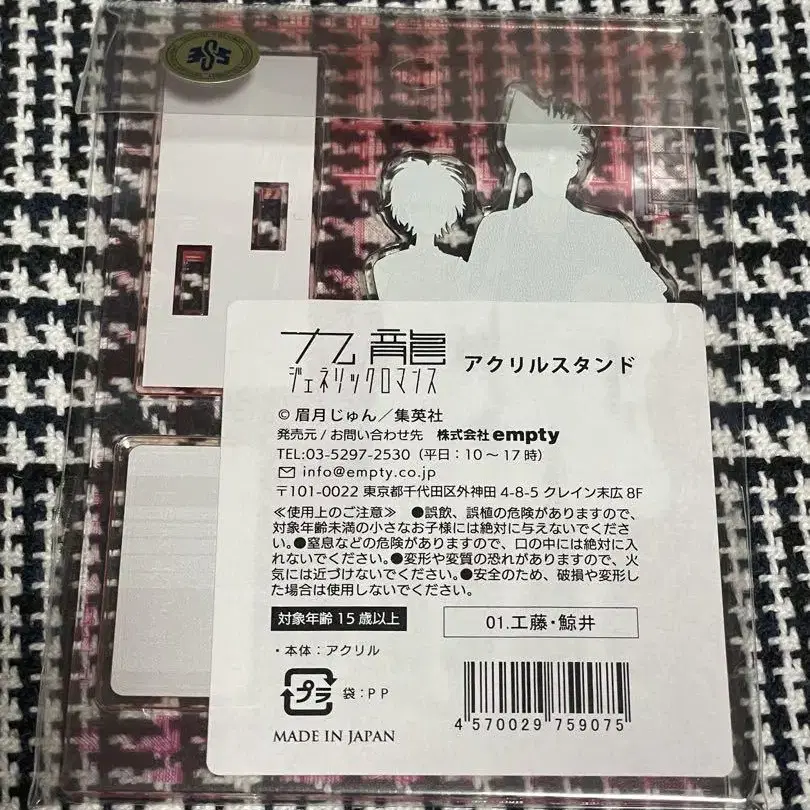 九龍
ジェネリックロマンス
アクリルスタンド
© 眉月じゅん／集英社
発売元 / お問い合わせ先 株式会社empty
TEL:03-5297-2530（平日：10～17時）
info@empty.co.jp
〒101-0022 東京都千代田区外神田 4-8-5 クレイン末広 8F
≪使用上のご注意≫ ●誤飲、誤植の危険がありますので、
対象年齢未満の小さなお子様には絶対に与えないでくださ
い。●窒息などの危険がありますので、口の中には絶対に入
れないでください。●変形や変質の恐れがありますので、火
気には近づけないでください。●安全のため、破損や変形し
た場合は使用しないでください。
対象年齢 15 歳以上
01.工藤・鯨井
・本体：アクリル
プラ
袋：PP
MADE IN JAPAN
4 570029 759075